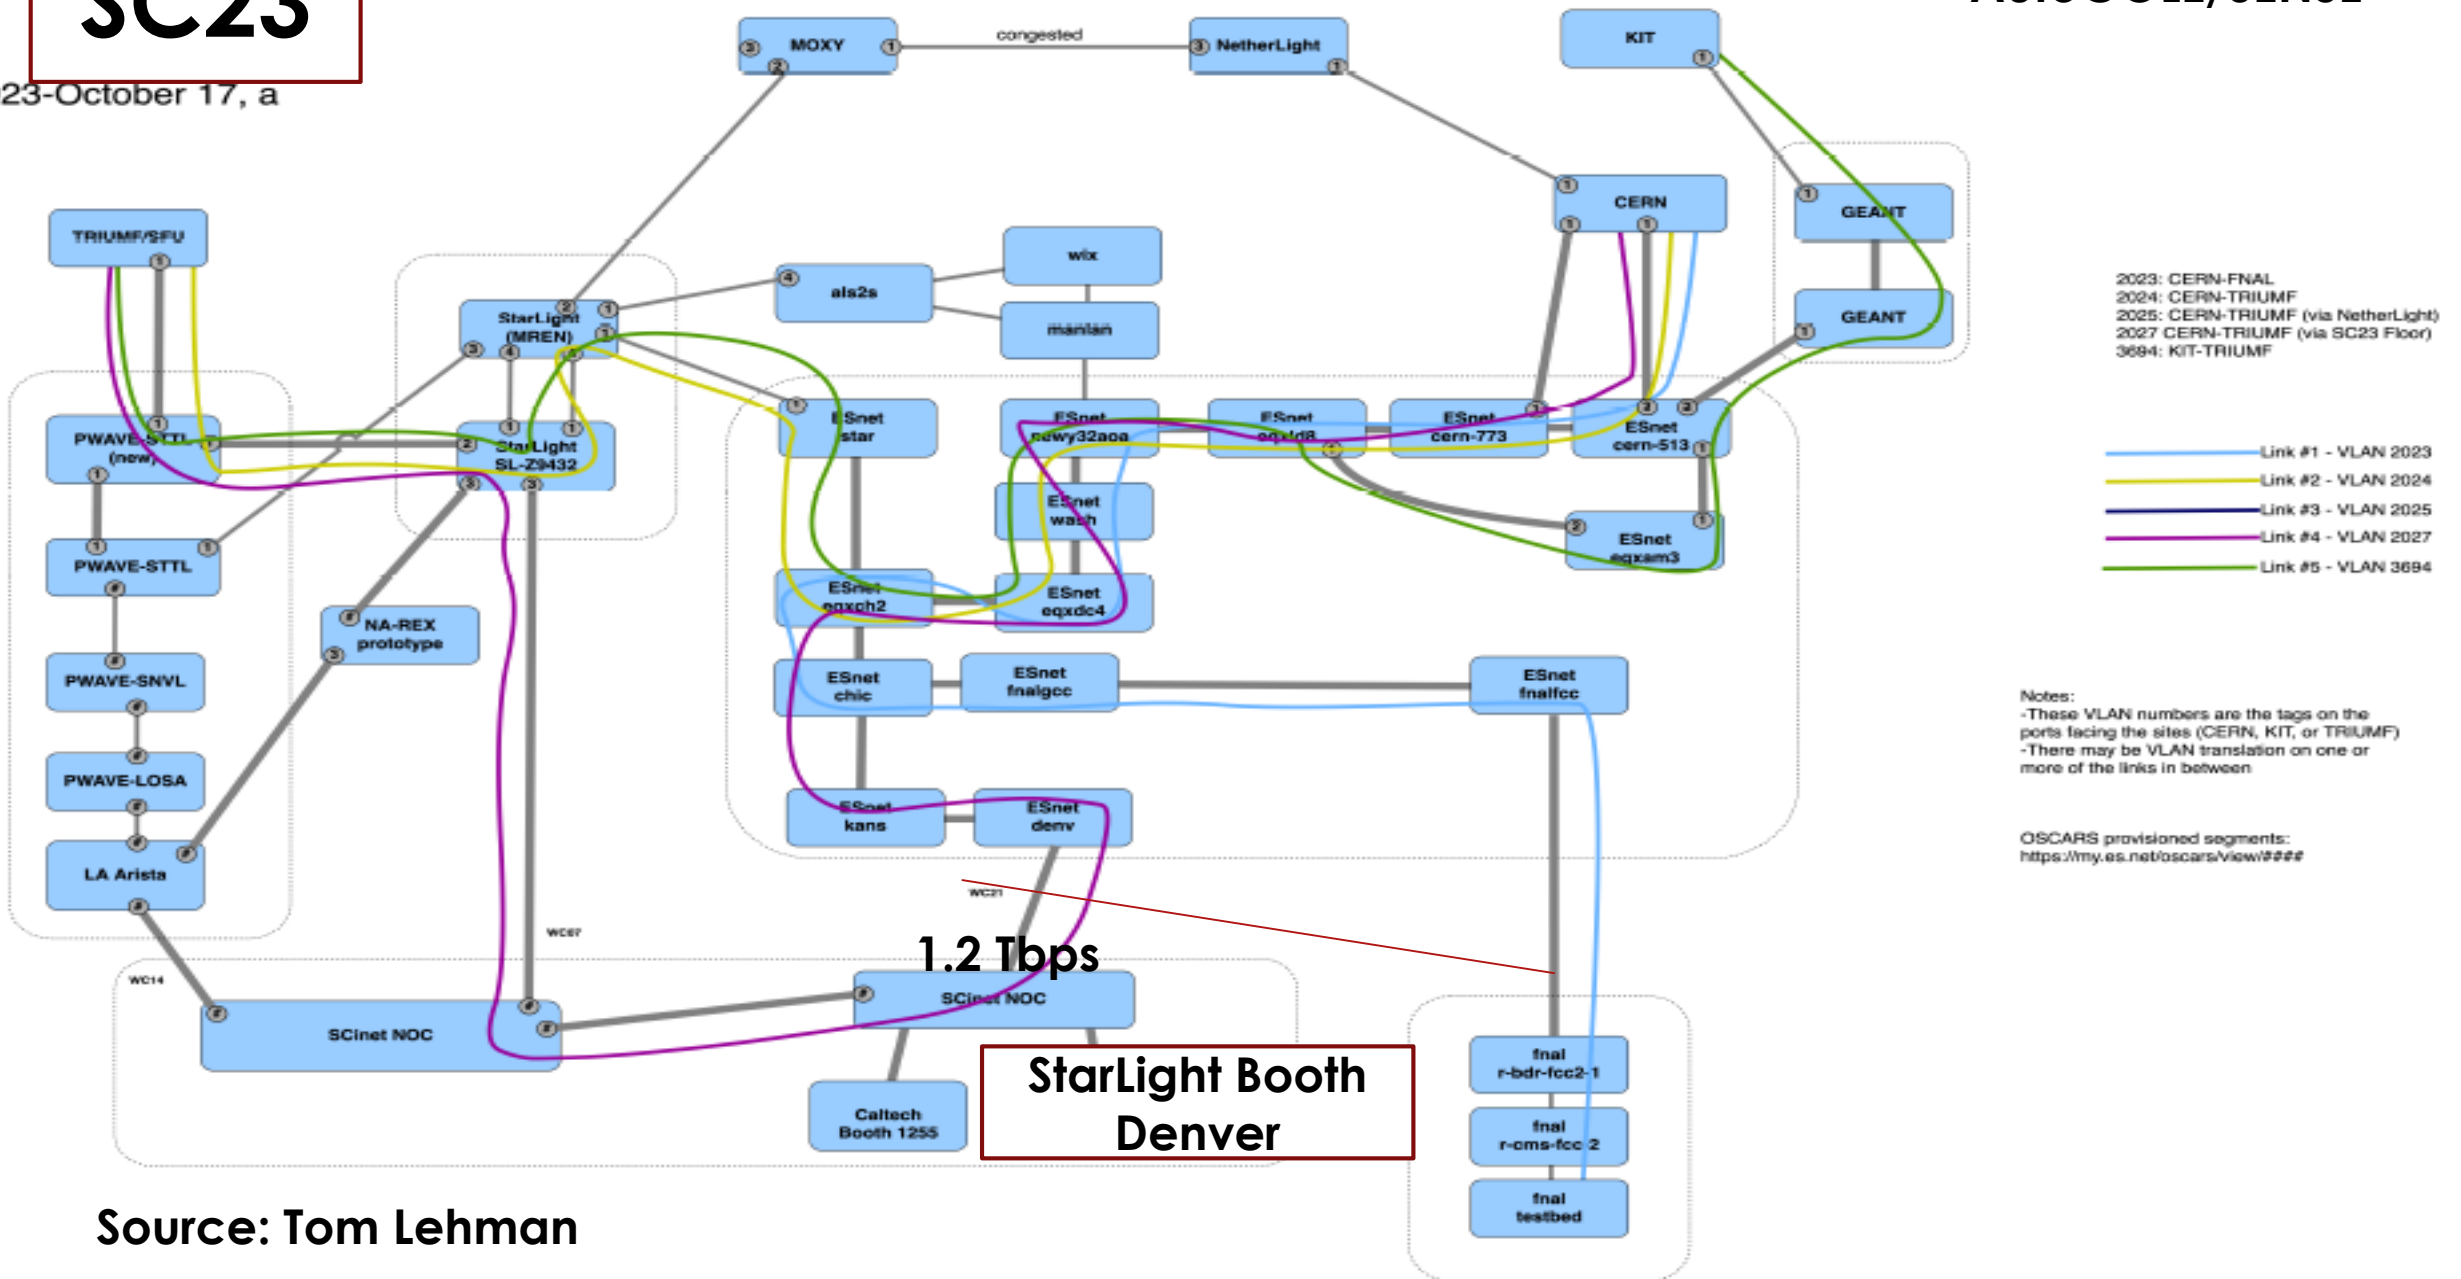 SC23
23-October 17, a
MOXY
congested
NetherLight
KIT
CERN
GEANT
GEANT
TRIUMF/SFU
StarLight
(MREN)
als2s
wix
manlan
2023: CERN-FNAL
2024: CERN-TRIUMF
2025: CERN-TRIUMF (via NetherLight)
2027 CERN-TRIUMF (via SC23 Floor)
3694: KIT-TRIUMF
PWAVE-STTL
(new)
StarLight
SL-Z9432
ESnet
star
ESnet
newy32aoa
ESnet
eqxld8
ESnet
cern-773
ESnet
cern-513
Link #1 - VLAN 2023
Link #2 - VLAN 2024
Link #3 - VLAN 2025
Link #4 - VLAN 2027
Link #5 - VLAN 3694
ESnet
wash
ESnet
eqxam3
PWAVE-STTL
ESnet
eqxch2
ESnet
eqxdc4
NA-REX
prototype
PWAVE-SNVL
ESnet
chic
ESnet
fnalgcc
ESnet
fnalfcc
Notes:
-These VLAN numbers are the tags on the
ports facing the sites (CERN, KIT, or TRIUMF)
-There may be VLAN translation on one or
more of the links in between
PWAVE-LOSA
ESnet
kans
ESnet
denv
OSCARS provisioned segments:
https://my.es.net/oscars/view/####
LA Arista
WC21
WC67
1.2 Tbps
WC14
SCinet NOC
SCinet NOC
StarLight Booth
Denver
Caltech
Booth 1255
fnal
r-bdr-fcc2-1
fnal
r-cms-fcc-2
fnal
testbed
Source: Tom Lehman